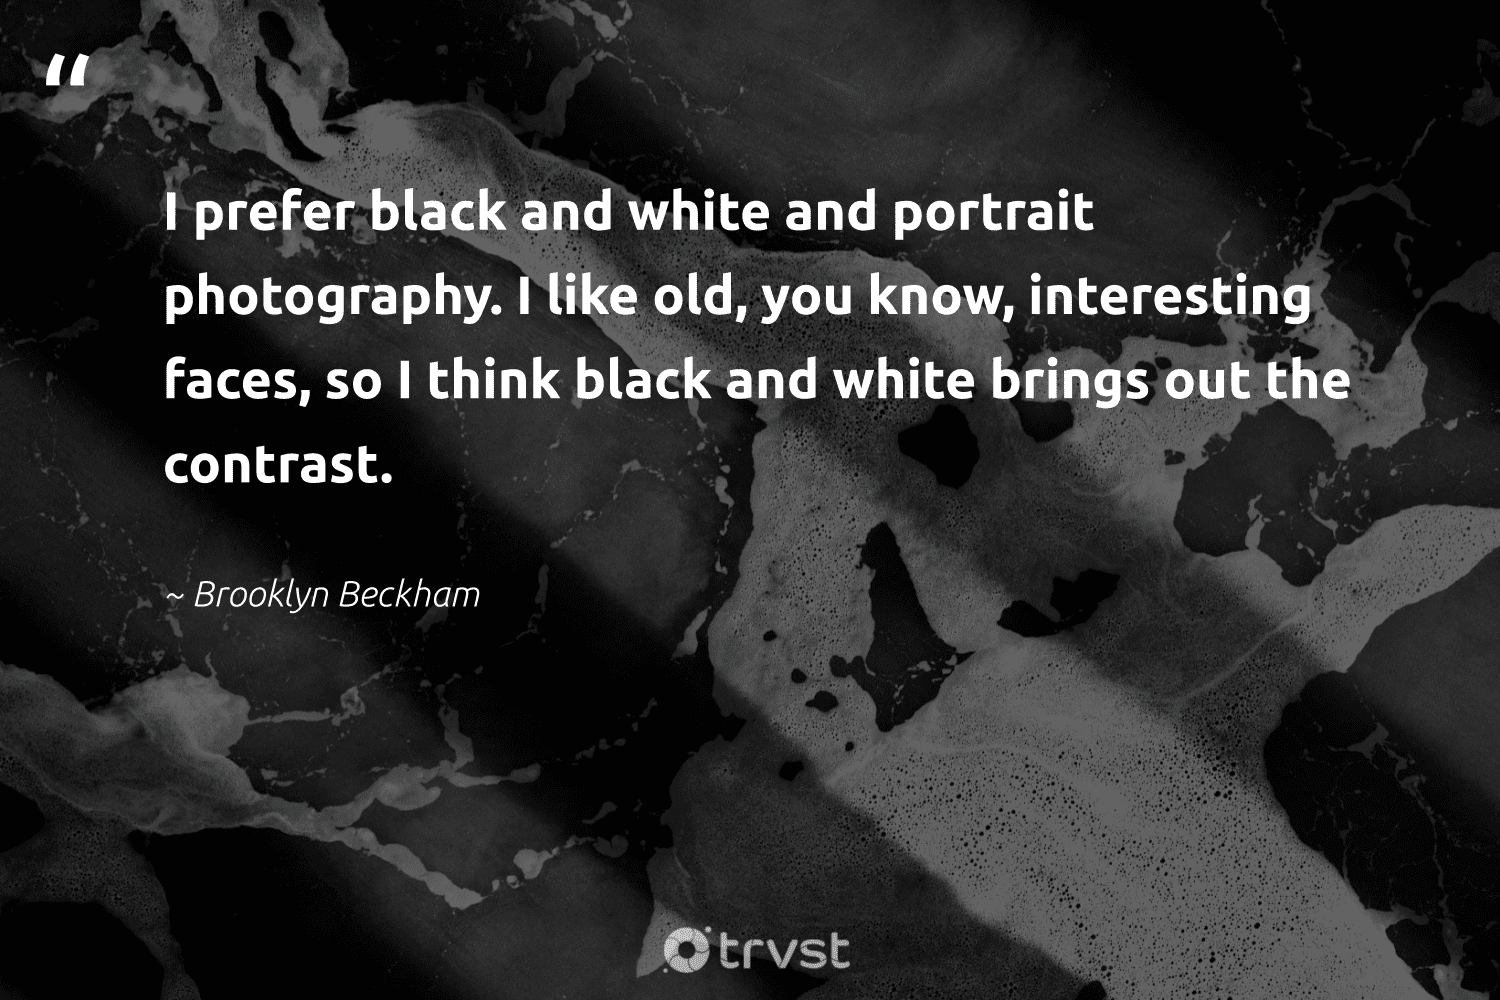 “
I prefer black and white and portrait
photography. I like old, you know, interesting
faces, so I think black and white brings out the
contrast.
~ Brooklyn Beckham
trvst